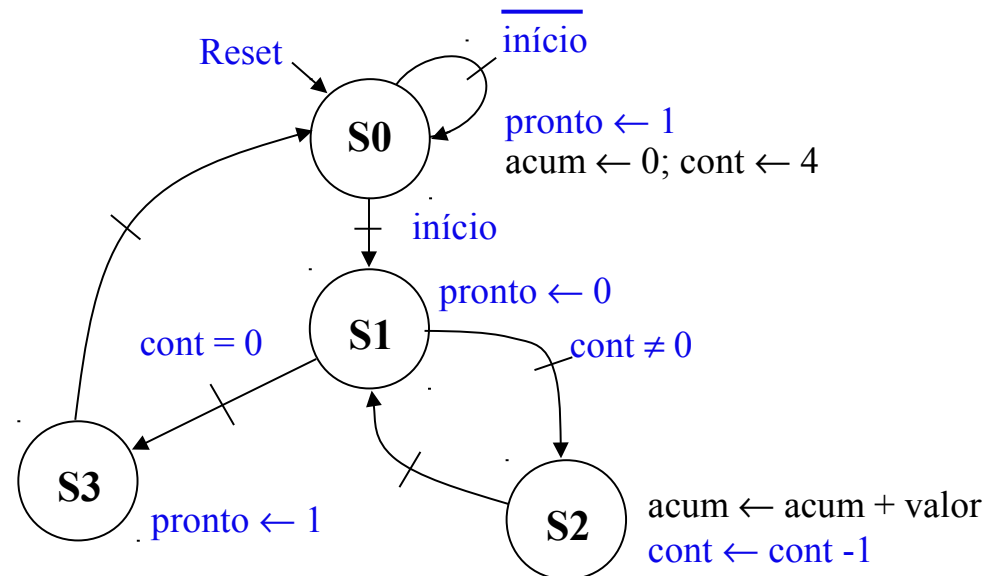 início
Reset
S0
pronto ← 1
acum ← 0; cont ← 4
início
pronto ← 0
S1
cont = 0
cont ≠ 0
S3
pronto ← 1
S2
acum ← acum + valor
cont ← cont -1